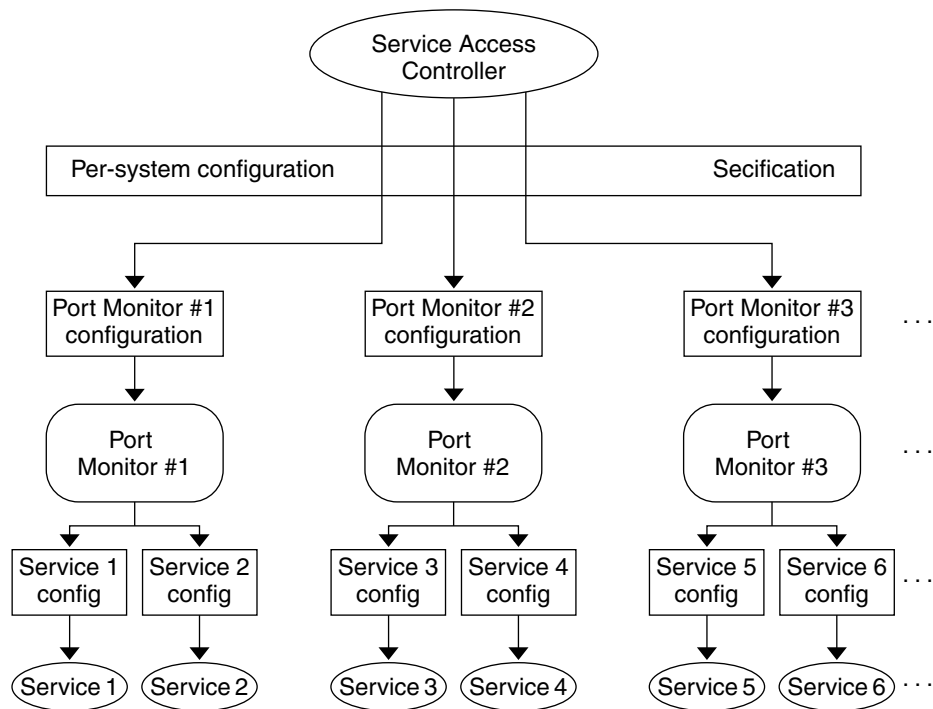 Service Access
Controller
Per-system configuration
Secification
Port Monitor #1
configuration
Port Monitor #2
configuration
Port Monitor #3
configuration
. . .
Port
Monitor #1
Port
Monitor #2
Port
Monitor #3
. . .
Service 1
config
Service 2
config
Service 3
config
Service 4
config
Service 5
config
Service 6
config
. . .
Service 1
Service 2
Service 3
Service 4
Service 5
Service 6
. . .